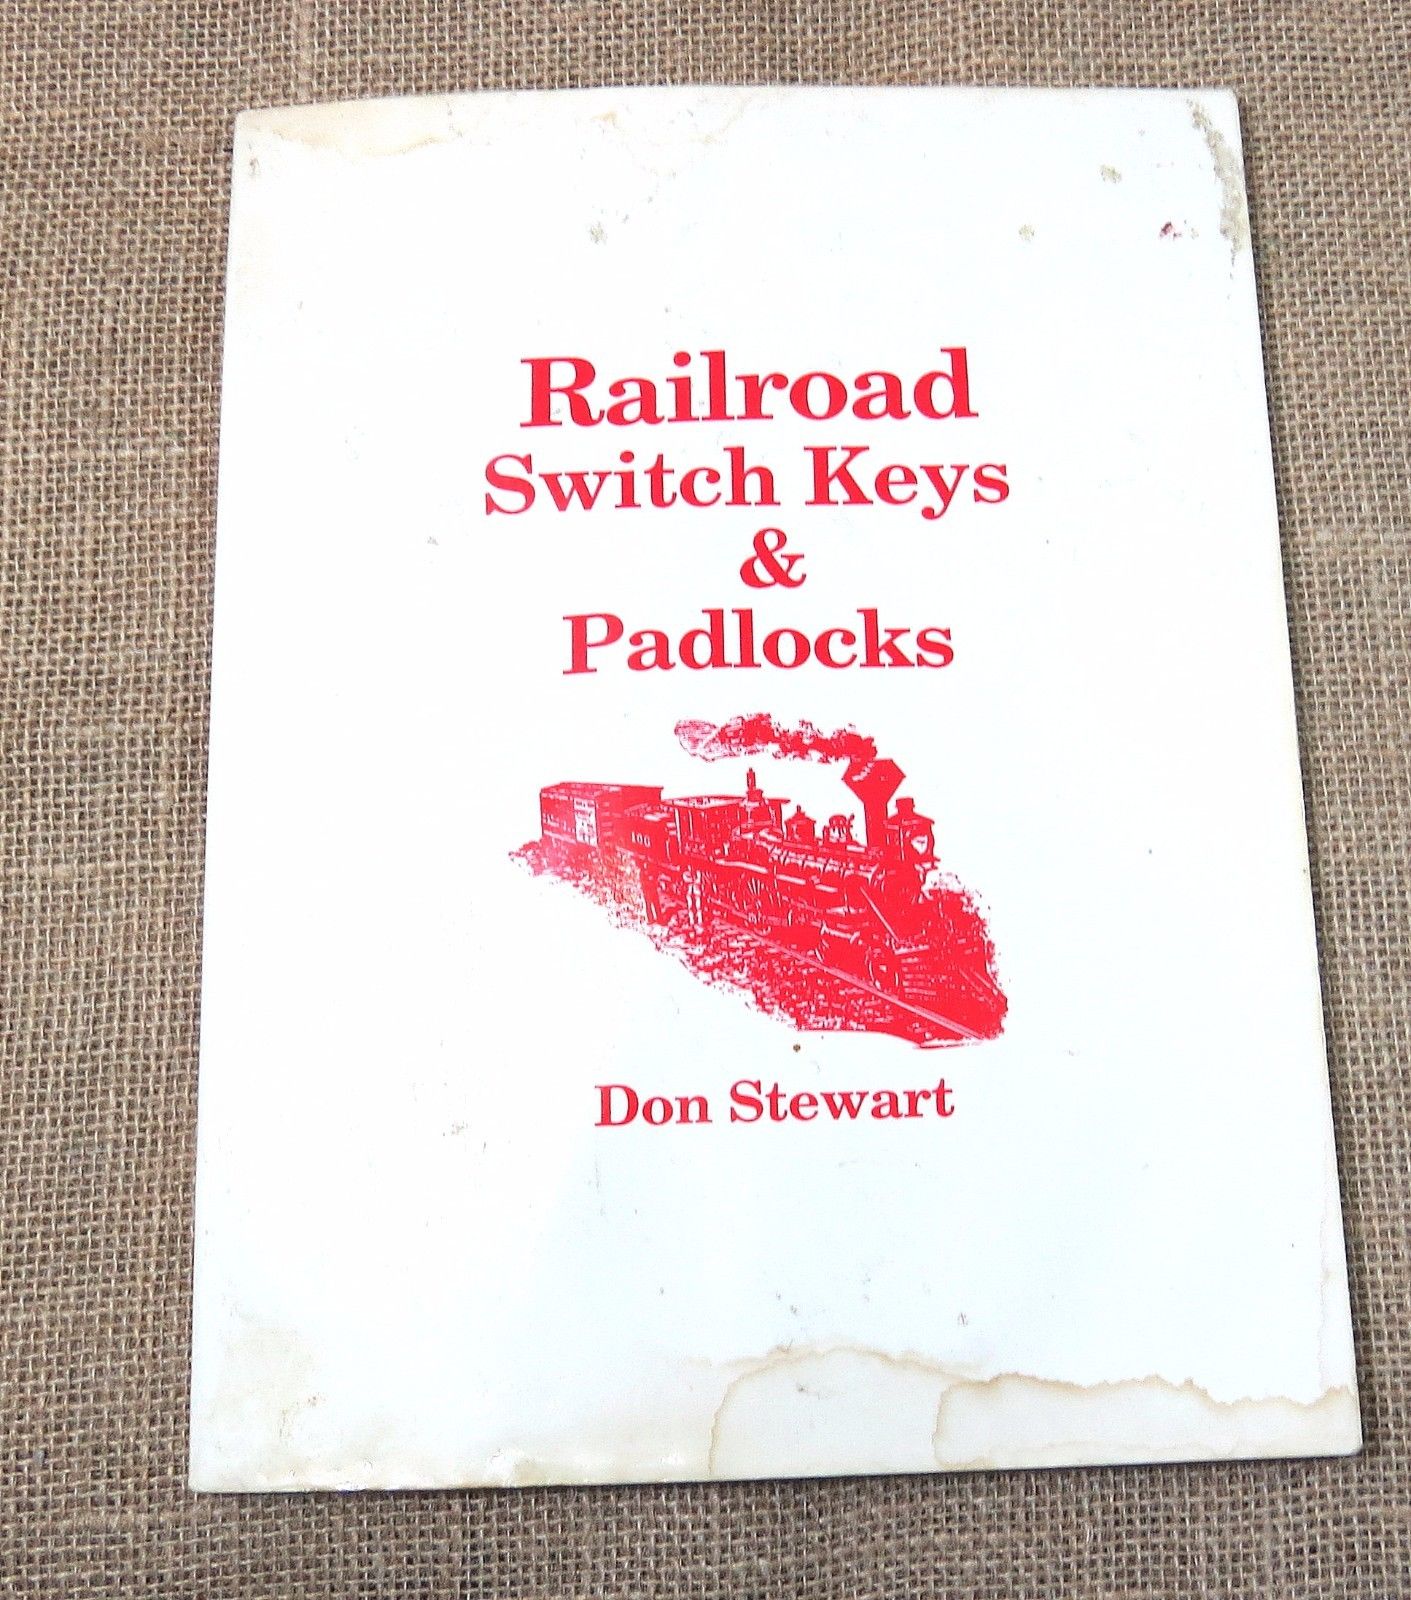 Railroad
Switch Keys
&
Padlocks
Don Stewart